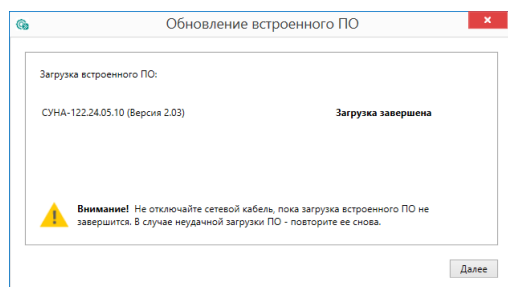 Обновление встроенного ПО
Загрузка встроенного ПО:
СУНА-122.24.05.10 (Версия 2.03) Загрузка завершена
Внимание! Не отключайте сетевой кабель, пока загрузка встроенного ПО не
завершится. В случае неудачной загрузки ПО - повторите ее снова.
Далее